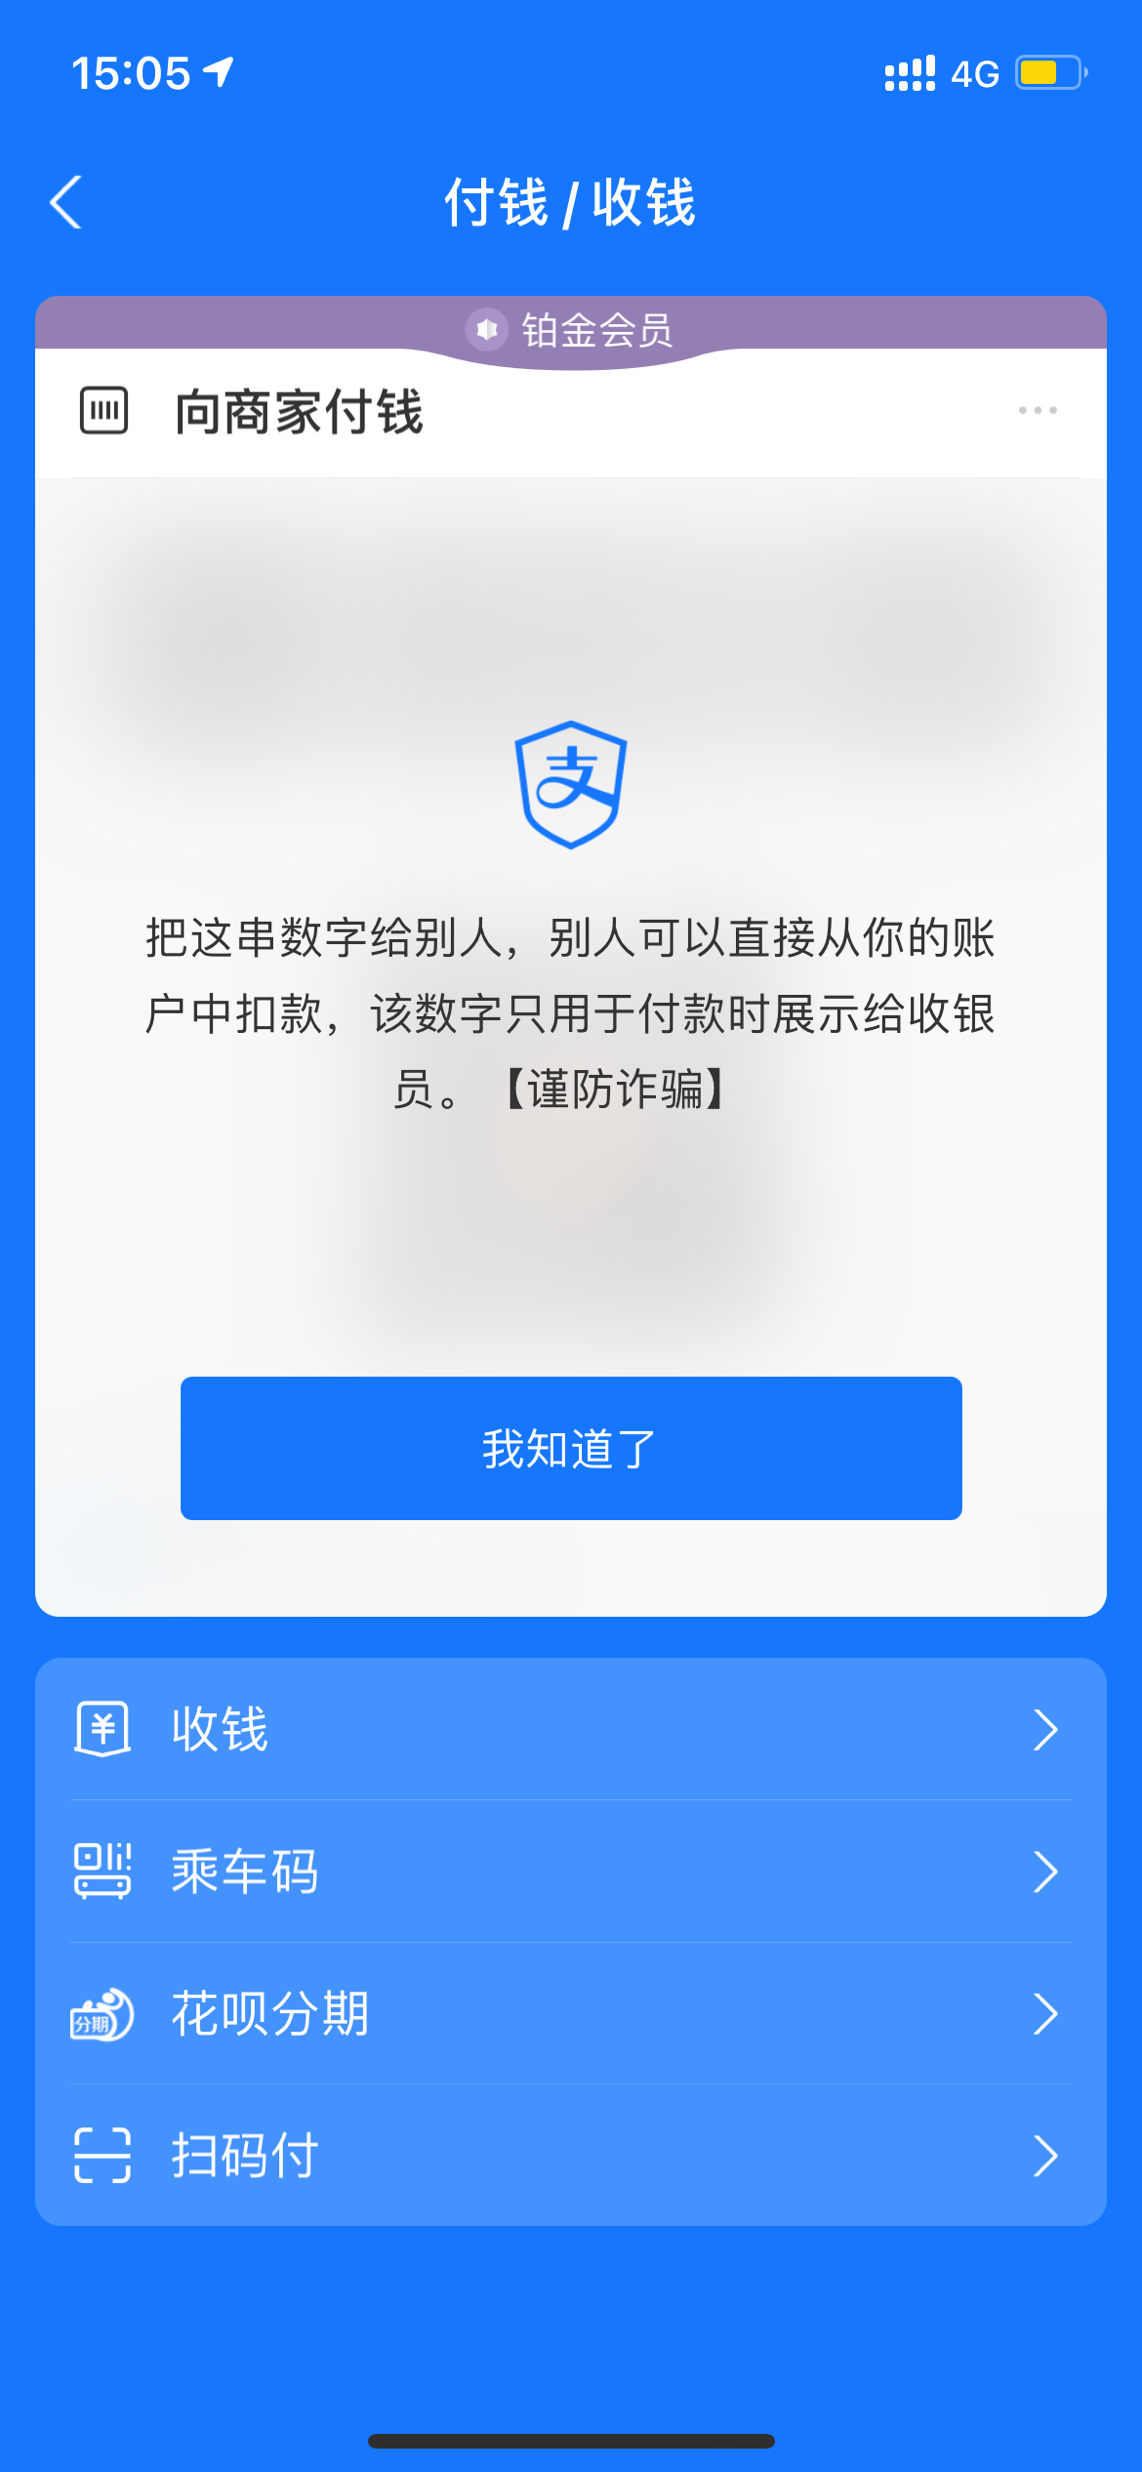 15:05
4G
付钱 / 收钱
铂金会员
向商家付钱
支
把这串数字给别人，别人可以直接从你的账
户中扣款，该数字只用于付款时展示给收银
员。【谨防诈骗】
我知道了
收钱
乘车码
分期
花呗分期
扫码付